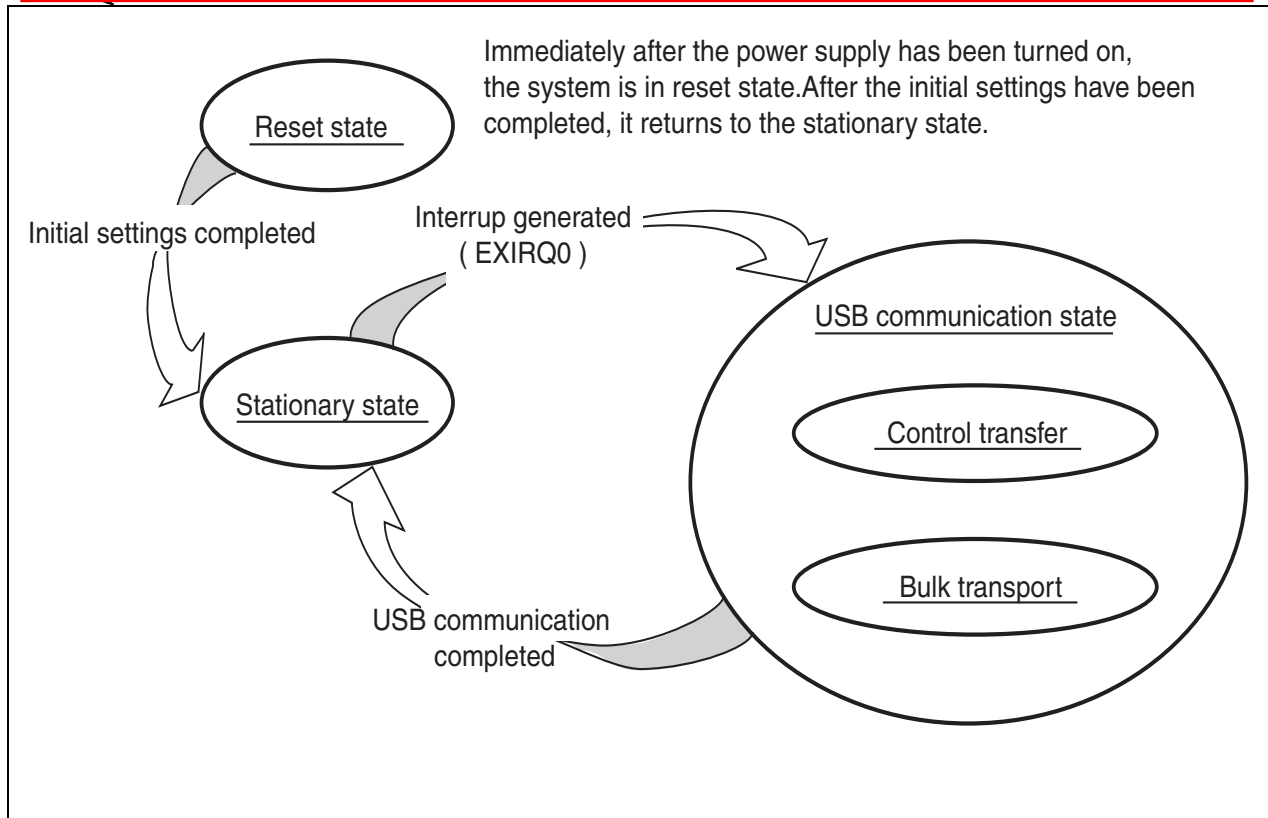 Immediately after the power supply has been turned on,
the system is in reset state.After the initial settings have been
completed, it returns to the stationary state.
Reset state
Initial settings completed
Interrup generated
( EXIRQ0 )
USB communication state
Stationary state
Control transfer
Bulk transport
USB communication
completed